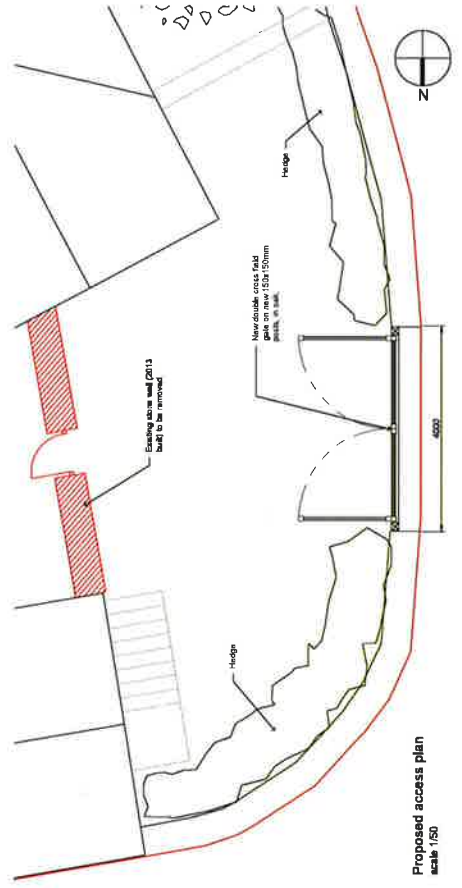 Hedge
N
New double cross field
gate on new 150x150mm
posts, in oak.
Existing stone wall (2013
built) to be removed
4000
Hedge
Proposed access plan
scale 1/50